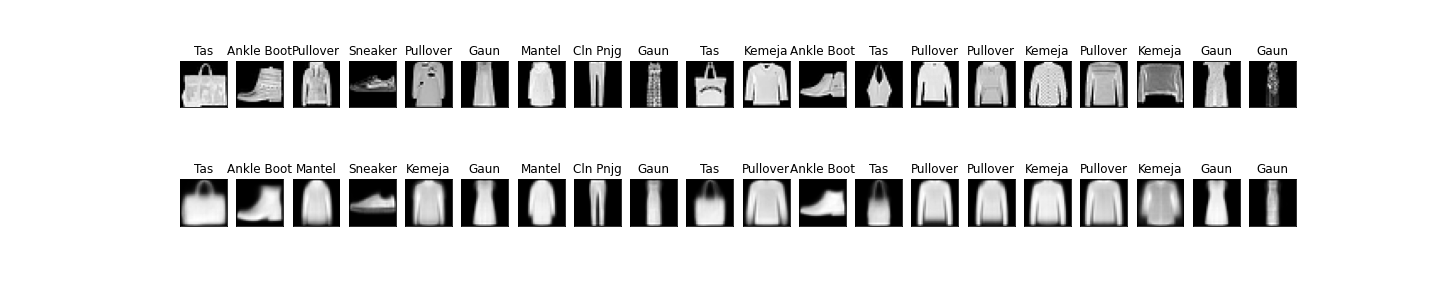 Tas Ankle Boot Pullover Sneaker Pullover Gaun Mantel Cln Pnjg Gaun Tas Kemeja Ankle Boot Tas Pullover Pullover Kemeja Pullover Kemeja Gaun Gaun
Tas Ankle Boot Mantel Sneaker Kemeja Gaun Mantel Cln Pnjg Gaun Tas Pullover Ankle Boot Tas Pullover Pullover Kemeja Pullover Kemeja Gaun Gaun